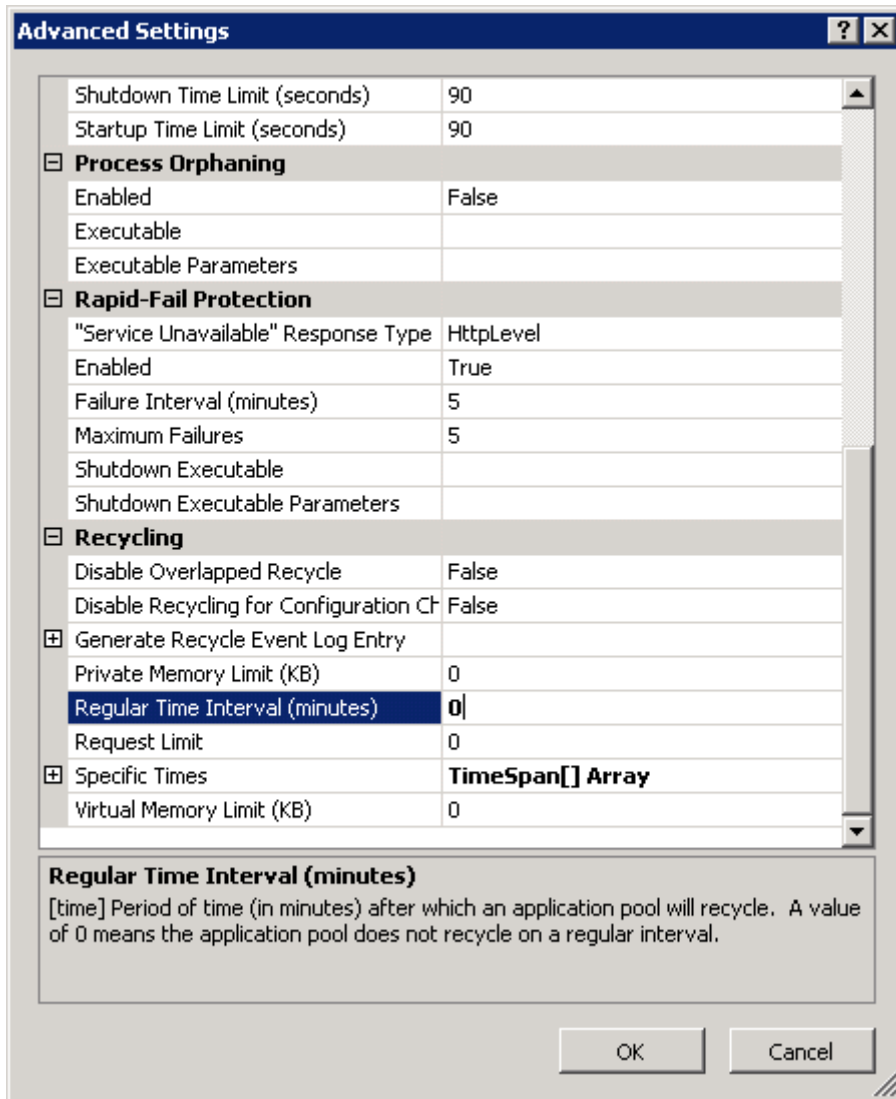 Advanced Settings
Shutdown Time Limit (seconds) 90
Startup Time Limit (seconds) 90
Process Orphaning
Enabled False
Executable
Executable Parameters
Rapid-Fail Protection
"Service Unavailable" Response Type HttpLevel
Enabled True
Failure Interval (minutes) 5
Maximum Failures 5
Shutdown Executable
Shutdown Executable Parameters
Recycling
Disable Overlapped Recycle False
Disable Recycling for Configuration Ch False
Generate Recycle Event Log Entry
Private Memory Limit (KB) 0
Regular Time Interval (minutes) 0
Request Limit 0
Specific Times TimeSpan[] Array
Virtual Memory Limit (KB) 0
Regular Time Interval (minutes)
[time] Period of time (in minutes) after which an application pool will recycle. A value
of 0 means the application pool does not recycle on a regular interval.
OK Cancel